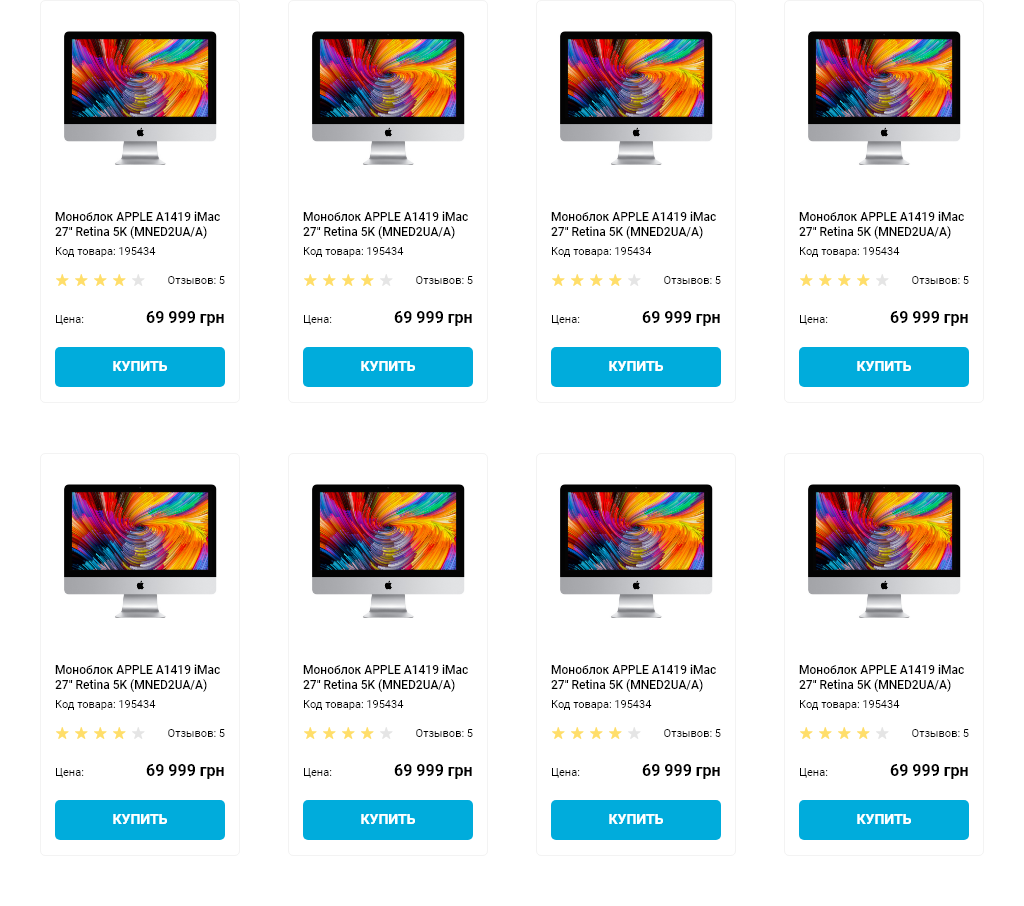 Моноблок APPLE A1419 iMac
27" Retina 5K (MNED2UA/A)
Код товара: 195434
Отзывов: 5
Цена: 69 999 грн
КУПИТЬ
Моноблок APPLE A1419 iMac
27" Retina 5K (MNED2UA/A)
Код товара: 195434
Отзывов: 5
Цена: 69 999 грн
КУПИТЬ
Моноблок APPLE A1419 iMac
27" Retina 5K (MNED2UA/A)
Код товара: 195434
Отзывов: 5
Цена: 69 999 грн
КУПИТЬ
Моноблок APPLE A1419 iMac
27" Retina 5K (MNED2UA/A)
Код товара: 195434
Отзывов: 5
Цена: 69 999 грн
КУПИТЬ
Моноблок APPLE A1419 iMac
27" Retina 5K (MNED2UA/A)
Код товара: 195434
Отзывов: 5
Цена: 69 999 грн
КУПИТЬ
Моноблок APPLE A1419 iMac
27" Retina 5K (MNED2UA/A)
Код товара: 195434
Отзывов: 5
Цена: 69 999 грн
КУПИТЬ
Моноблок APPLE A1419 iMac
27" Retina 5K (MNED2UA/A)
Код товара: 195434
Отзывов: 5
Цена: 69 999 грн
КУПИТЬ
Моноблок APPLE A1419 iMac
27" Retina 5K (MNED2UA/A)
Код товара: 195434
Отзывов: 5
Цена: 69 999 грн
КУПИТЬ